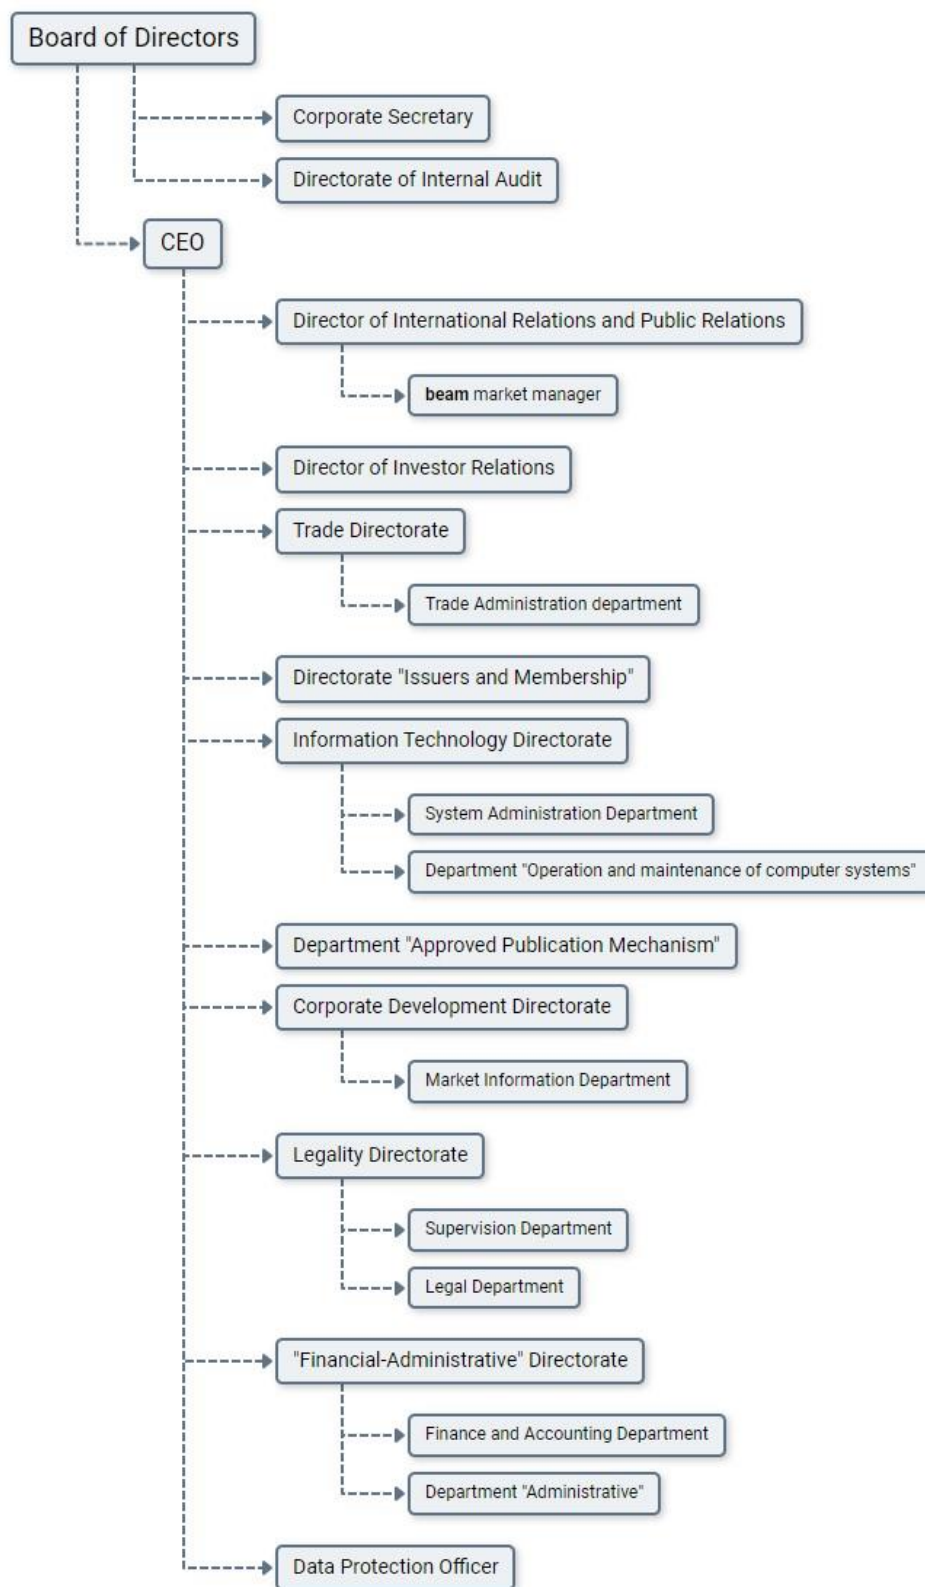 Board of Directors
Corporate Secretary
Directorate of Internal Audit
CEO
Director of International Relations and Public Relations
beam market manager
Director of Investor Relations
Trade Directorate
Trade Administration department
Directorate "Issuers and Membership"
Information Technology Directorate
System Administration Department
Department "Operation and maintenance of computer systems"
Department "Approved Publication Mechanism"
Corporate Development Directorate
Market Information Department
Legality Directorate
Supervision Department
Legal Department
"Financial-Administrative" Directorate
Finance and Accounting Department
Department "Administrative"
Data Protection Officer